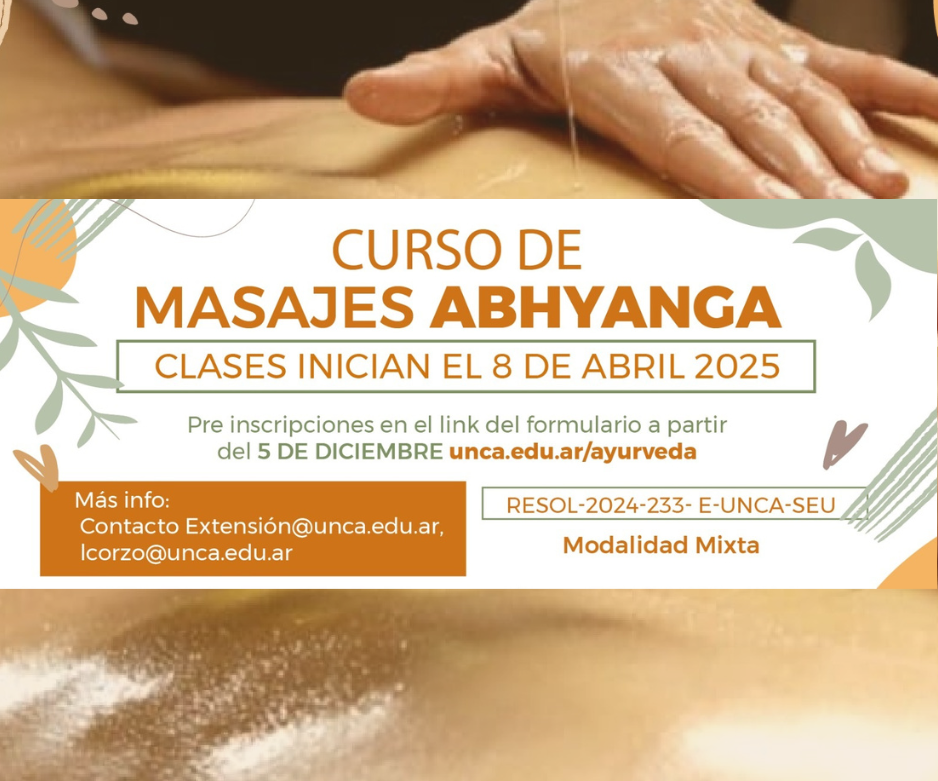 CURSO DE
MASAJES ABHYANGA
CLASES INICIAN EL 8 DE ABRIL 2025
Pre inscripciones en el link del formulario a partir
del 5 DE DICIEMBRE unca.edu.ar/ayurveda
Más info:
Contacto Extensión@unca.edu.ar,
lcorzo@unca.edu.ar
RESOL-2024-233- E-UNCA-SEU
Modalidad Mixta